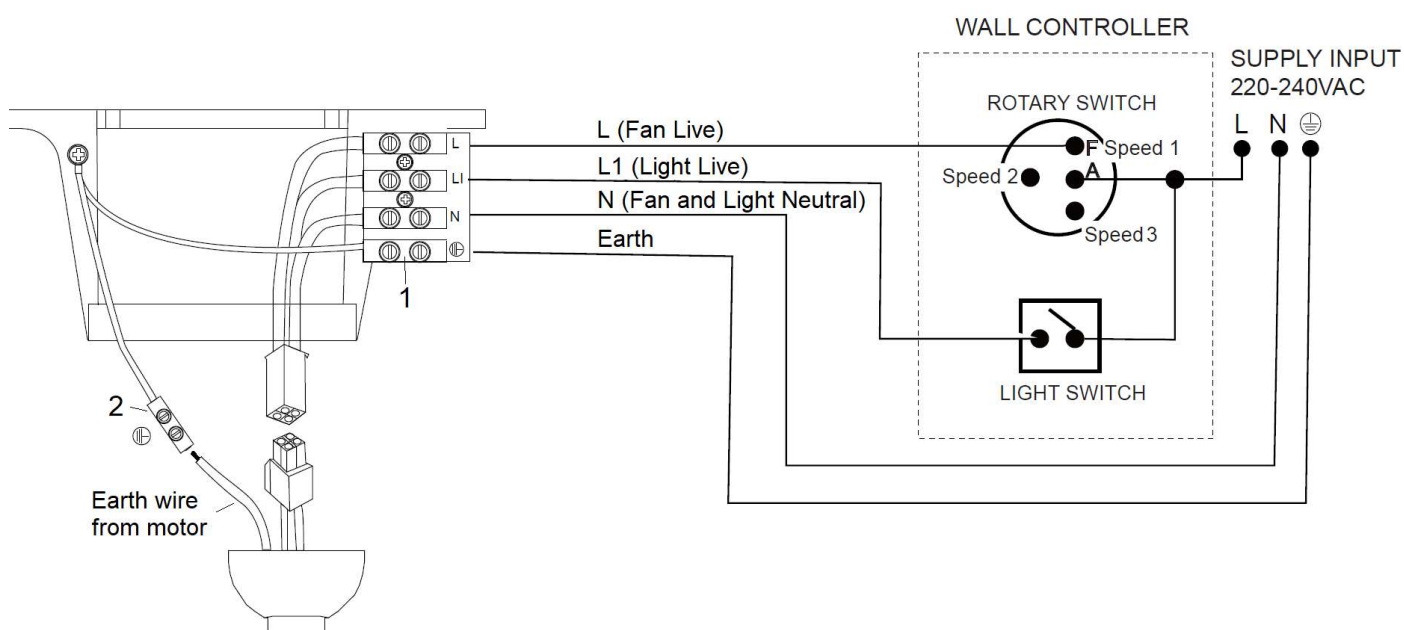 WALL CONTROLLER
SUPPLY INPUT
220-240VAC
L N
ROTARY SWITCH
L (Fan Live)
L
F Speed 1
L1 (Light Live)
LI
Speed 2
A
N (Fan and Light Neutral)
N
Speed 3
Earth
1
LIGHT SWITCH
2
Earth wire
from motor